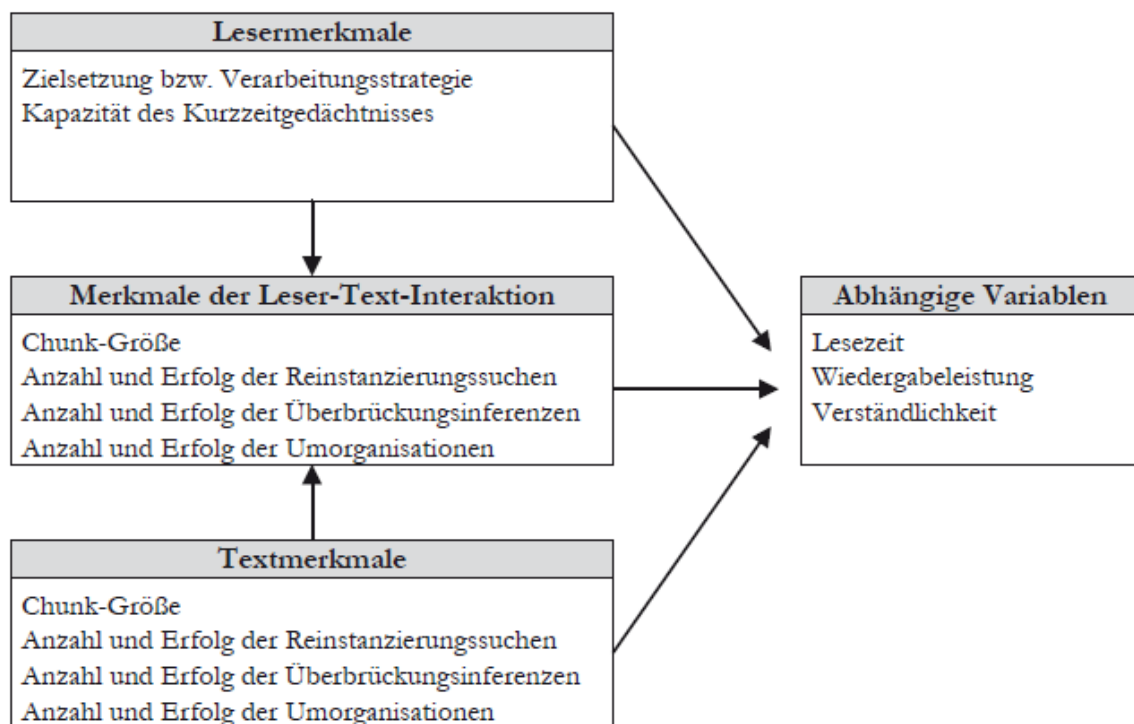 Lesermerkmale
Zielsetzung bzw. Verarbeitungsstrategie
Kapazität des Kurzzeitgedächtnisses
Merkmale der Leser-Text-Interaktion
Chunk-Größe
Anzahl und Erfolg der Reinstanzierungssuchen
Anzahl und Erfolg der Überbrückungsinferenzen
Anzahl und Erfolg der Umorganisationen
Abhängige Variablen
Lesezeit
Wiedergabeleistung
Verständlichkeit
Textmerkmale
Chunk-Größe
Anzahl und Erfolg der Reinstanzierungssuchen
Anzahl und Erfolg der Überbrückungsinferenzen
Anzahl und Erfolg der Umorganisationen